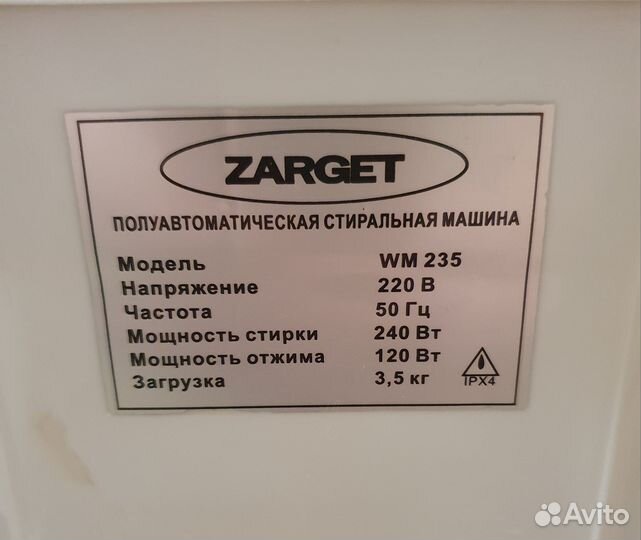 ZARGET
ПОЛУАВТОМАТИЧЕСКАЯ СТИРАЛЬНАЯ МАШИНА
Модель WM 235
Напряжение 220 В
Частота 50 Гц
Мощность стирки 240 Вт
Мощность отжима 120 Вт
Загрузка 3,5 кг
IPX4
Avito